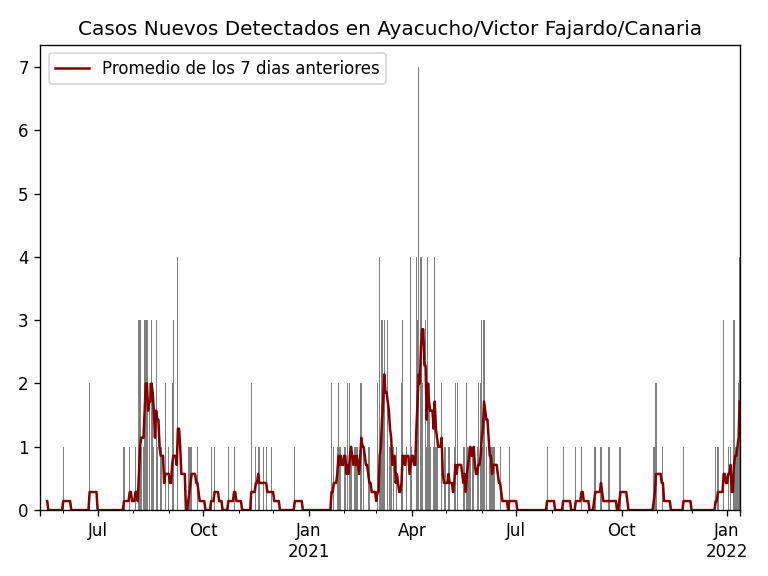 Casos Nuevos Detectados en Ayacucho/Victor Fajardo/Canaria
Promedio de los 7 dias anteriores
7
6
5
4
3
2
1
0
Jul
Oct
Jan
2021
Apr
Jul
Oct
Jan
2022